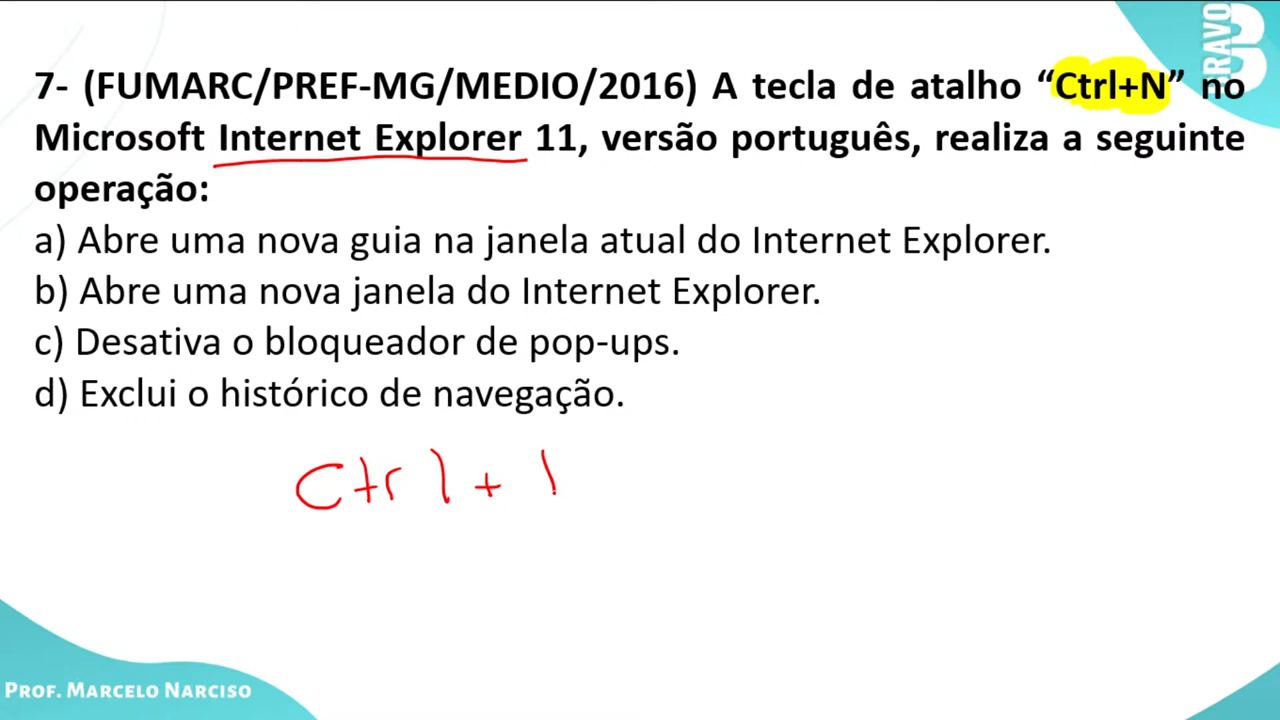 BRAVO
7- (FUMARC/PREF-MG/MEDIO/2016) A tecla de atalho “Ctrl+N” no
Microsoft Internet Explorer 11, versão português, realiza a seguinte
operação:
a) Abre uma nova guia na janela atual do Internet Explorer.
b) Abre uma nova janela do Internet Explorer.
c) Desativa o bloqueador de pop-ups.
d) Exclui o histórico de navegação.
Ctrl +
PROF. MARCELO NARCISO